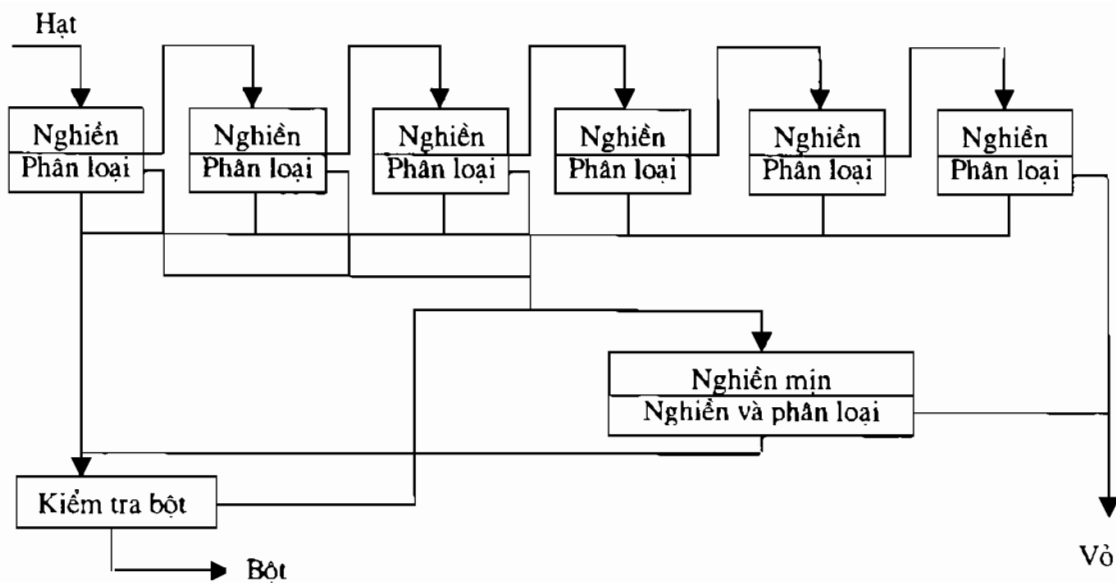 Hạt
Nghiền
Phân loại
Nghiền
Phân loại
Nghiền
Phân loại
Nghiền
Phân loại
Nghiền
Phân loại
Nghiền
Phân loại
Nghiền mịn
Nghiền và phân loại
Kiểm tra bột
Bột
Vỏ